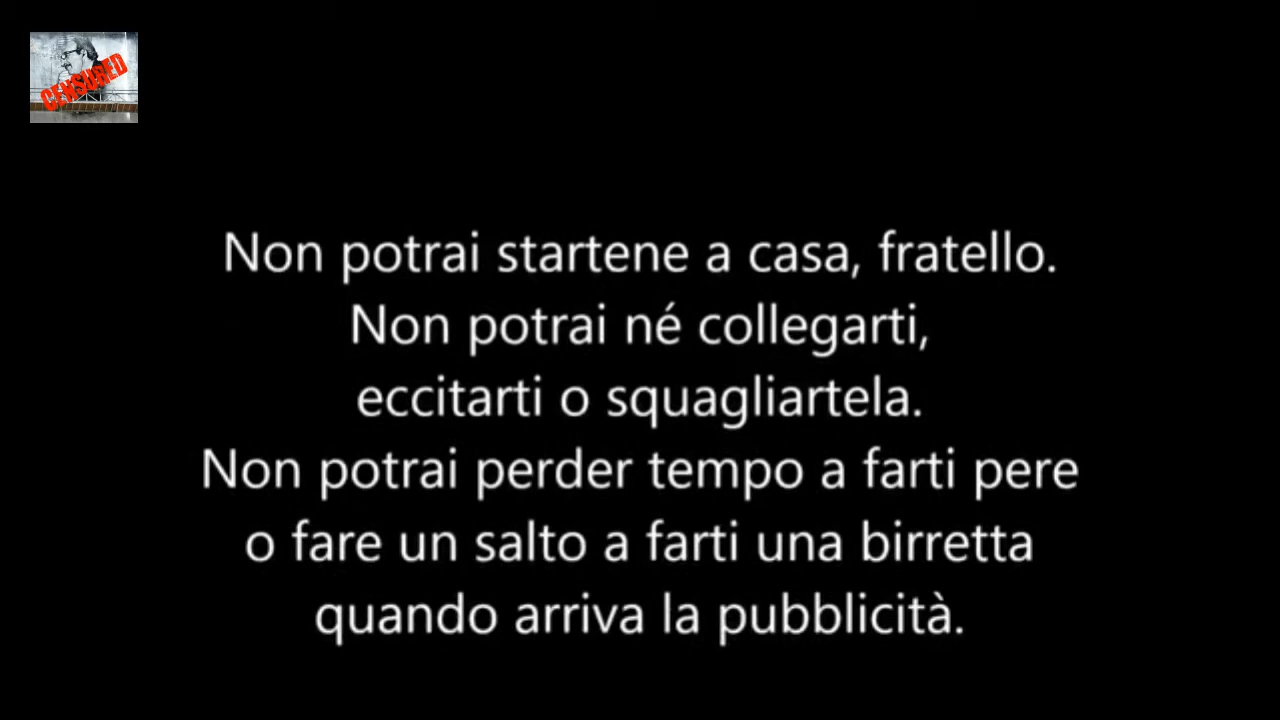 CENSURED
Non potrai startene a casa, fratello.
Non potrai né collegarti,
eccitarti o squagliartela.
Non potrai perder tempo a farti pere
o fare un salto a farti una birretta
quando arriva la pubblicità.